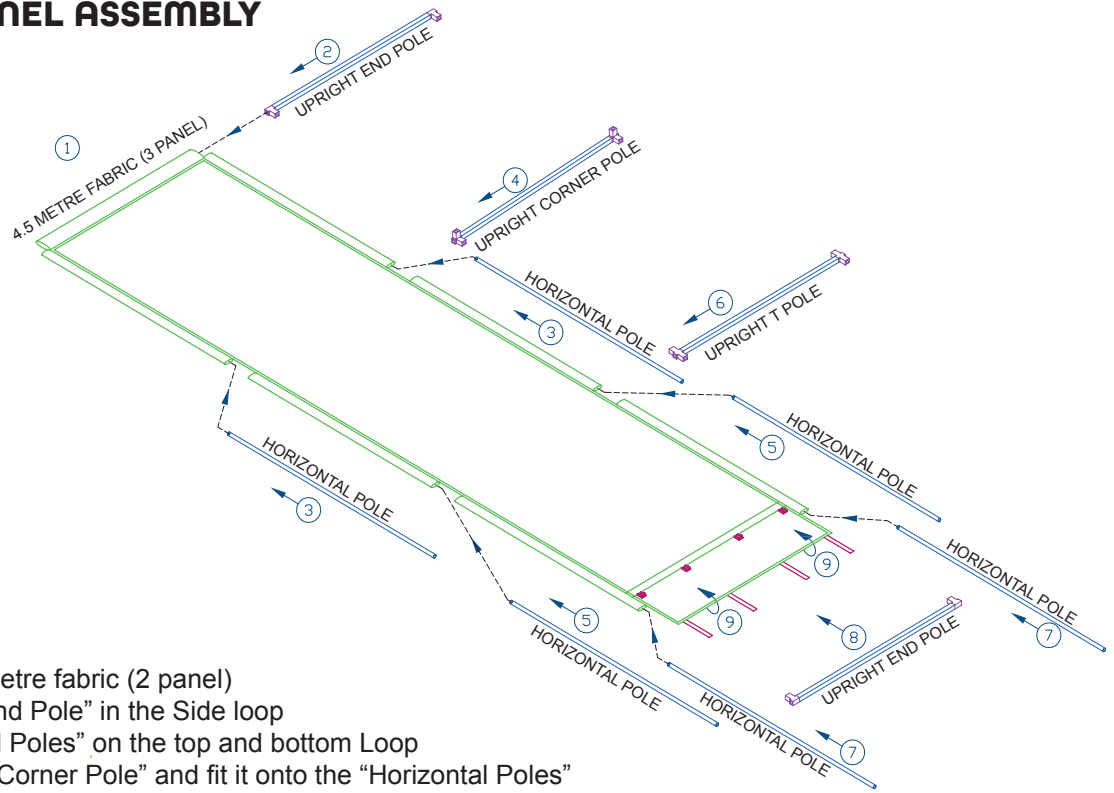 NEL ASSEMBLY
2
UPRIGHT END POLE
1
4.5 METRE FABRIC (3 PANEL)
4
UPRIGHT CORNER POLE
HORIZONTAL POLE
3
6
UPRIGHT T POLE
HORIZONTAL POLE
5
HORIZONTAL POLE
3
HORIZONTAL POLE
7
9
9
8
UPRIGHT END POLE
5
HORIZONTAL POLE
HORIZONTAL POLE
7
etre fabric (2 panel)
nd Pole” in the Side loop
l Poles” on the top and bottom Loop
Corner Pole” and fit it onto the “Horizontal Poles”